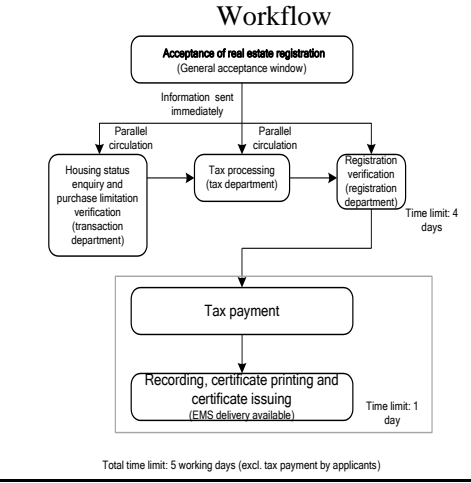 Workflow
Acceptance of real estate registration
(General acceptance window)
Information sent
immediately
Parallel
circulation
Parallel
circulation
Housing status
enquiry and
purchase limitation
verification
(transaction
department)
Tax processing
(tax department)
Registration
verification
(registration
department)
Time limit: 4
days
Tax payment
Recording, certificate printing and
certificate issuing
(EMS delivery available)
Time limit: 1
day
Total time limit: 5 working days (excl. tax payment by applicants)